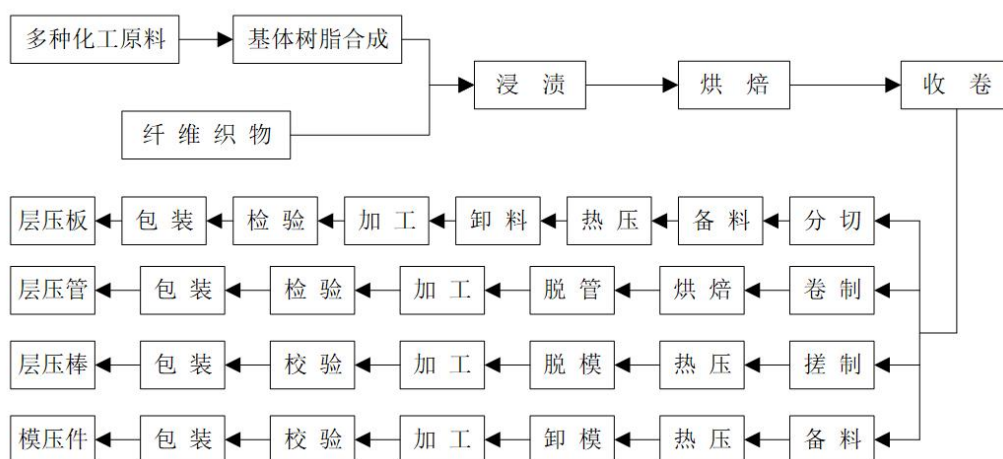 多种化工原料 基体树脂合成
浸 渍 烘 焙 收 卷
纤 维 织 物
层压板 包 装 检 验 加 工 卸 料 热 压 备 料 分 切
层压管 包 装 检 验 加 工 脱 管 烘 焙 卷 制
层压棒 包 装 校 验 加 工 脱 模 热 压 搓 制
模压件 包 装 校 验 加 工 卸 模 热 压 备 料